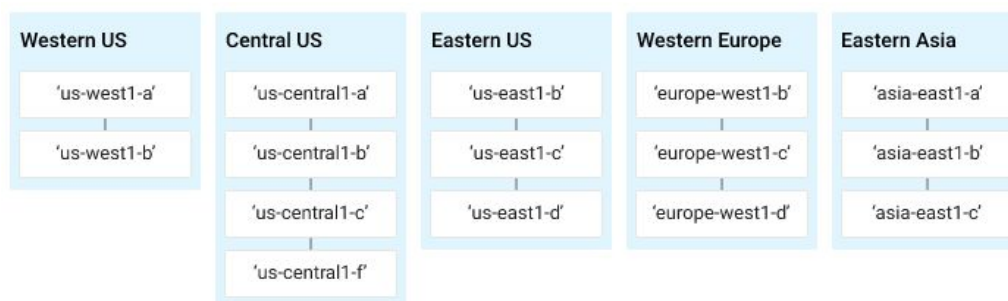 Western US
'us-west1-a'
'us-west1-b'
Central US
'us-central1-a'
'us-central1-b'
'us-central1-c'
'us-central1-f'
Eastern US
'us-east1-b'
'us-east1-c'
'us-east1-d'
Western Europe
'europe-west1-b'
'europe-west1-c'
'europe-west1-d'
Eastern Asia
'asia-east1-a'
'asia-east1-b'
'asia-east1-c'